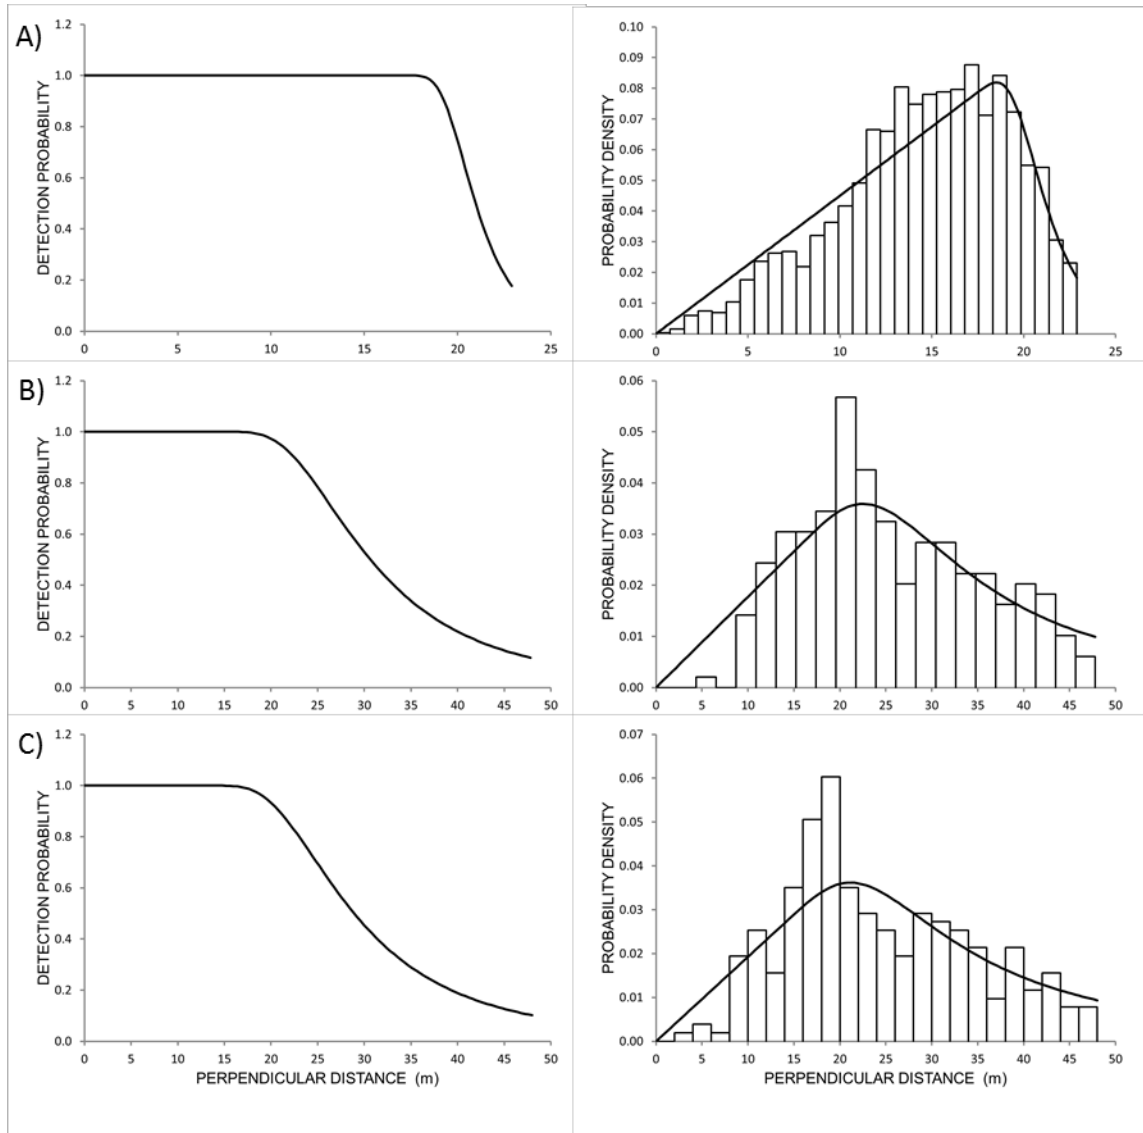 A)
DETECTION PROBABILITY
1.2
1.0
0.8
0.6
0.4
0.2
0.0
0 5 10 15 20 25
PROBABILITY DENSITY
0.10
0.09
0.08
0.07
0.06
0.05
0.04
0.03
0.02
0.01
0.00
0 5 10 15 20 25
B)
DETECTION PROBABILITY
1.2
1.0
0.8
0.6
0.4
0.2
0.0
0 5 10 15 20 25 30 35 40 45 50
PROBABILITY DENSITY
0.06
0.05
0.04
0.03
0.02
0.01
0.00
0 5 10 15 20 25 30 35 40 45 50
C)
DETECTION PROBABILITY
1.2
1.0
0.8
0.6
0.4
0.2
0.0
0 5 10 15 20 25 30 35 40 45 50
PERPENDICULAR DISTANCE (m)
PROBABILITY DENSITY
0.07
0.06
0.05
0.04
0.03
0.02
0.01
0.00
0 5 10 15 20 25 30 35 40 45 50
PERPENDICULAR DISTANCE (m)